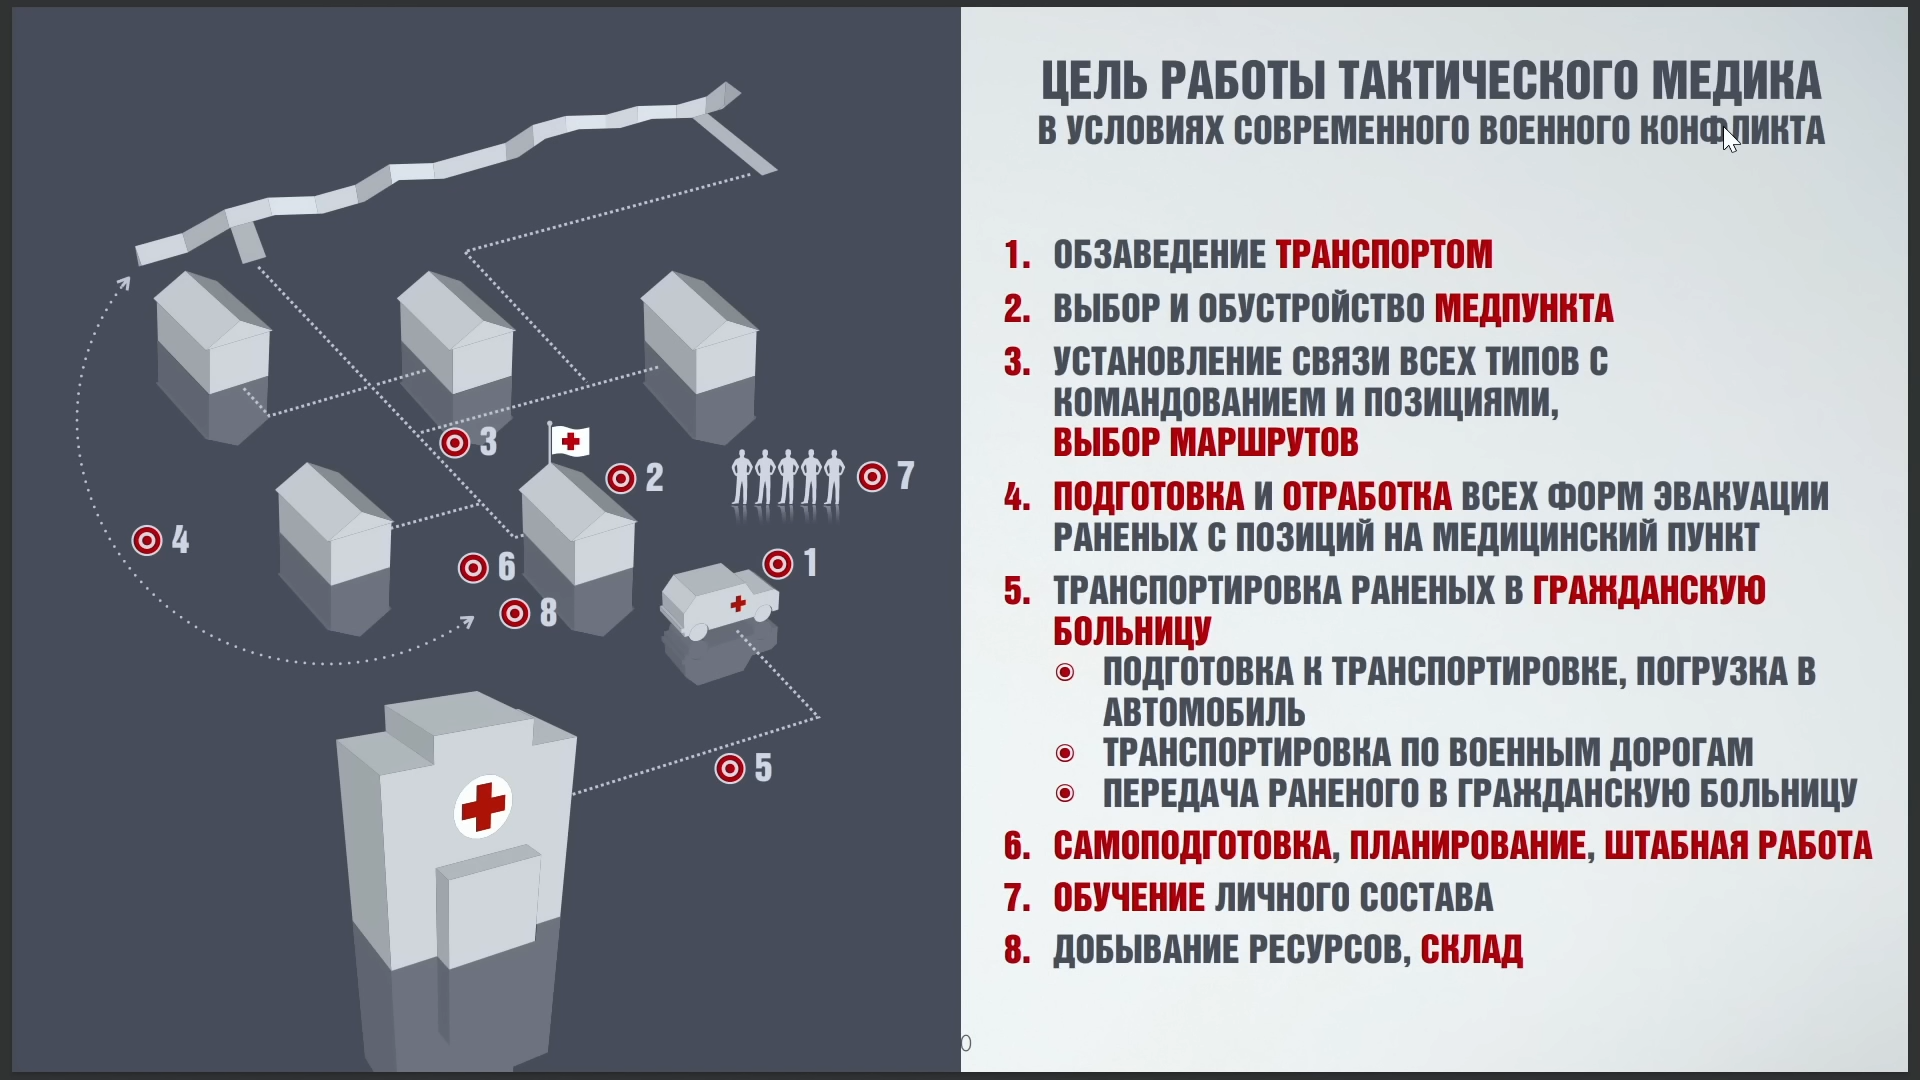 ЦЕЛЬ РАБОТЫ ТАКТИЧЕСКОГО МЕДИКА
В УСЛОВИЯХ СОВРЕМЕННОГО ВОЕННОГО КОНФЛИКТА
1. ОБЗАВЕДЕНИЕ ТРАНСПОРТОМ
2. ВЫБОР И ОБУСТРОЙСТВО МЕДПУНКТА
3. УСТАНОВЛЕНИЕ СВЯЗИ ВСЕХ ТИПОВ С
КОМАНДОВАНИЕМ И ПОЗИЦИЯМИ,
ВЫБОР МАРШРУТОВ
4. ПОДГОТОВКА И ОТРАБОТКА ВСЕХ ФОРМ ЭВАКУАЦИИ
РАНЕНЫХ С ПОЗИЦИЙ НА МЕДИЦИНСКИЙ ПУНКТ
5. ТРАНСПОРТИРОВКА РАНЕНЫХ В ГРАЖДАНСКУЮ
БОЛЬНИЦУ
ПОДГОТОВКА К ТРАНСПОРТИРОВКЕ, ПОГРУЗКА В
АВТОМОБИЛЬ
ТРАНСПОРТИРОВКА ПО ВОЕННЫМ ДОРОГАМ
ПЕРЕДАЧА РАНЕНОГО В ГРАЖДАНСКУЮ БОЛЬНИЦУ
6. САМОПОДГОТОВКА, ПЛАНИРОВАНИЕ, ШТАБНАЯ РАБОТА
7. ОБУЧЕНИЕ ЛИЧНОГО СОСТАВА
8. ДОБЫВАНИЕ РЕСУРСОВ, СКЛАД
3
2
7
4
6
1
8
5
0